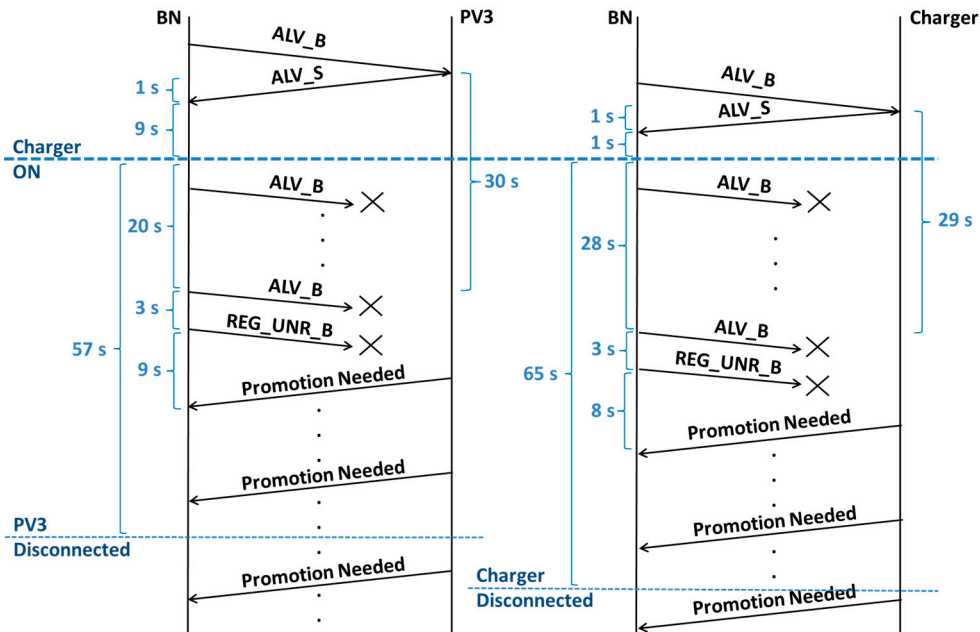 BN
PV3
ALV_B
ALV_S
1 s
9 s
Charger
ON
ALV_B
30 s
20 s
ALV_B
3 s
REG_UNR_B
57 s
9 s
Promotion Needed
Promotion Needed
PV3
Disconnected
Promotion Needed
BN
Charger
ALV_B
ALV_S
1 s
1 s
ALV_B
29 s
28 s
ALV_B
3 s
REG_UNR_B
65 s
8 s
Promotion Needed
Promotion Needed
Charger
Disconnected
Promotion Needed